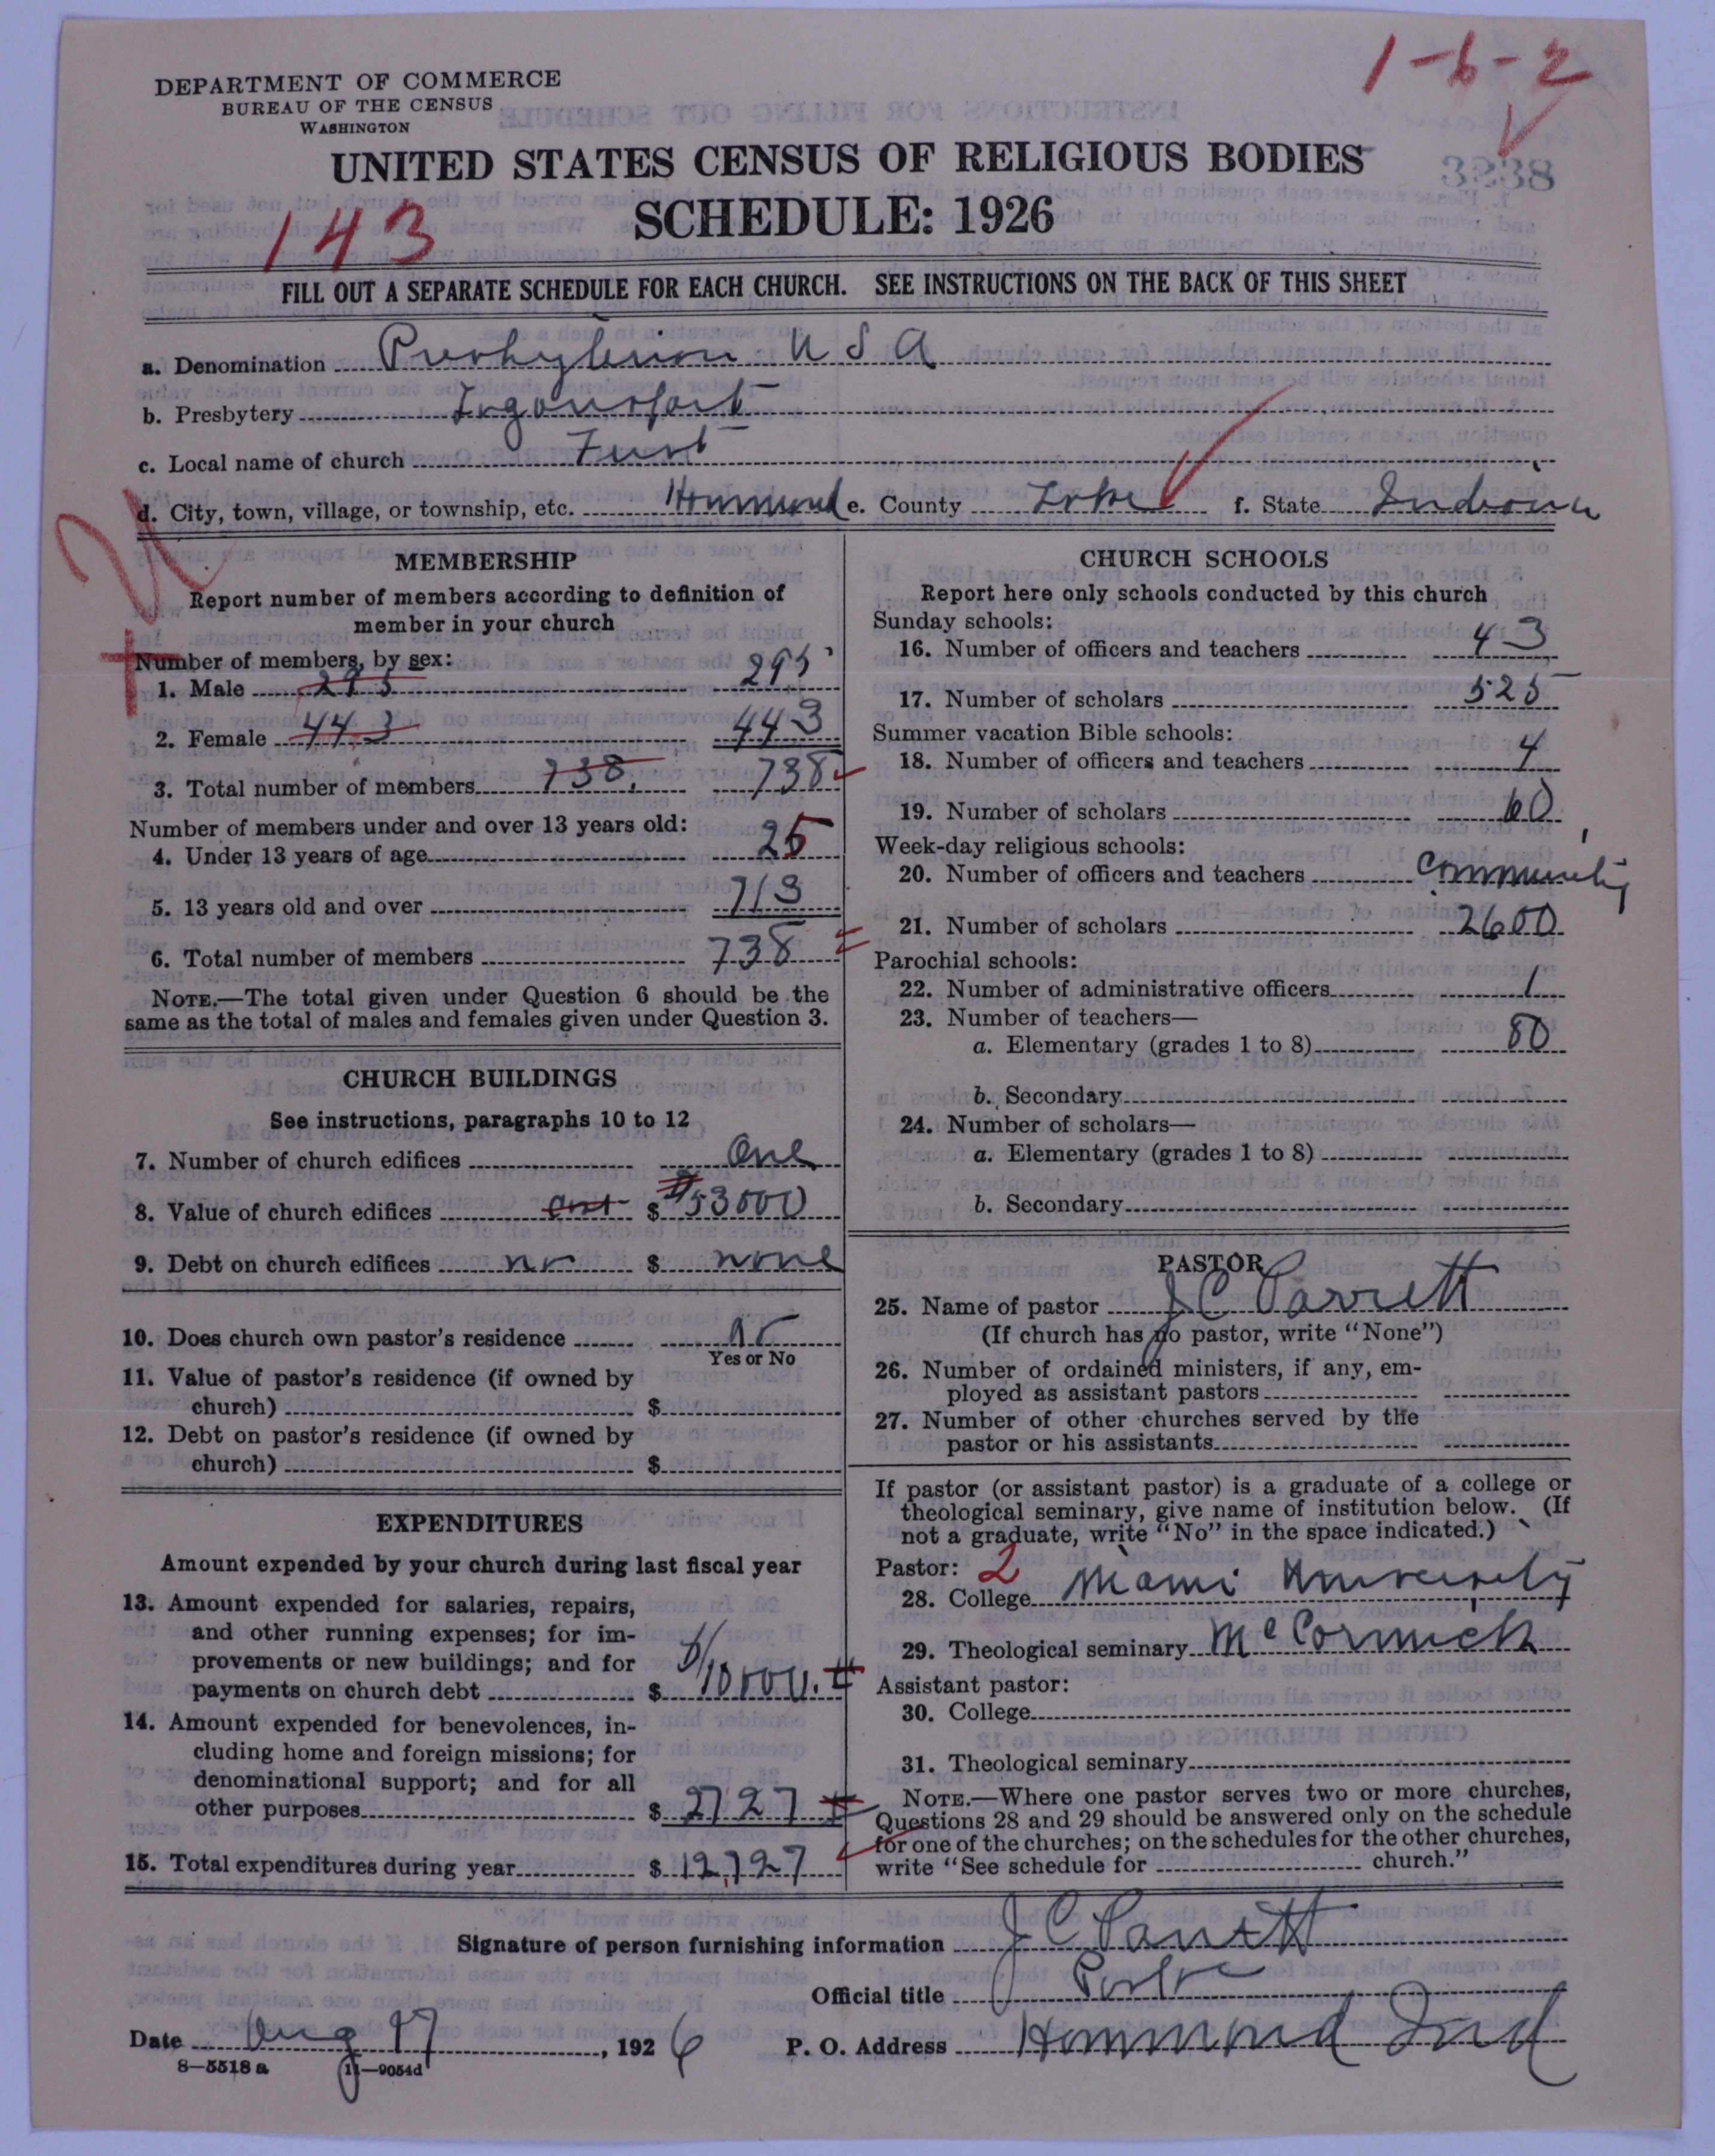 1-6-2
DEPARTMENT OF COMMERCE
BUREAU OF THE CENSUS
WASHINGTON
UNITED STATES CENSUS OF RELIGIOUS BODIES
3238
SCHEDULE: 1926
143
FILL OUT A SEPARATE SCHEDULE FOR EACH CHURCH. SEE INSTRUCTIONS ON THE BACK OF THIS SHEET
a. Denomination Presbyterian U S A
b. Presbytery Logansport
c. Local name of church First
d. City, town, village, or township, etc. Hammond e. County Lake f. State Indiana
MEMBERSHIP
Report number of members according to definition of
member in your church
Number of members, by sex:
1. Male 295 295
2. Female 443 443
3. Total number of members 738 738
Number of members under and over 13 years old:
4. Under 13 years of age 25
5. 13 years old and over 713
6. Total number of members 738
NOTE.—The total given under Question 6 should be the
same as the total of males and females given under Question 3.
CHURCH BUILDINGS
See instructions, paragraphs 10 to 12
7. Number of church edifices One
8. Value of church edifices $ 53000
9. Debt on church edifices no $ none
10. Does church own pastor's residence no
Yes or No
11. Value of pastor's residence (if owned by
church) $
12. Debt on pastor's residence (if owned by
church) $
EXPENDITURES
Amount expended by your church during last fiscal year
13. Amount expended for salaries, repairs,
and other running expenses; for im-
provements or new buildings; and for
payments on church debt $ 10000.
14. Amount expended for benevolences, in-
cluding home and foreign missions; for
denominational support; and for all
other purposes $ 2727
15. Total expenditures during year $ 12,727
CHURCH SCHOOLS
Report here only schools conducted by this church
Sunday schools:
16. Number of officers and teachers 43
17. Number of scholars 525
Summer vacation Bible schools:
18. Number of officers and teachers 4
19. Number of scholars 60
Week-day religious schools:
20. Number of officers and teachers Community
21. Number of scholars 2600
Parochial schools:
22. Number of administrative officers 1
23. Number of teachers—
a. Elementary (grades 1 to 8) 80
b. Secondary
24. Number of scholars—
a. Elementary (grades 1 to 8)
b. Secondary
PASTOR
25. Name of pastor J C Parrett
(If church has no pastor, write "None")
26. Number of ordained ministers, if any, em-
ployed as assistant pastors
27. Number of other churches served by the
pastor or his assistants
If pastor (or assistant pastor) is a graduate of a college or
theological seminary, give name of institution below. (If
not a graduate, write "No" in the space indicated.)
Pastor: 2
28. College Miami University
29. Theological seminary McCormick
Assistant pastor:
30. College
31. Theological seminary
NOTE.—Where one pastor serves two or more churches,
Questions 28 and 29 should be answered only on the schedule
for one of the churches; on the schedules for the other churches,
write "See schedule for church."
Signature of person furnishing information J C Parrett
Official title Pastor
Date Aug 17, 1926 P. O. Address Hammond Ind
8-5518 a 11-9054d